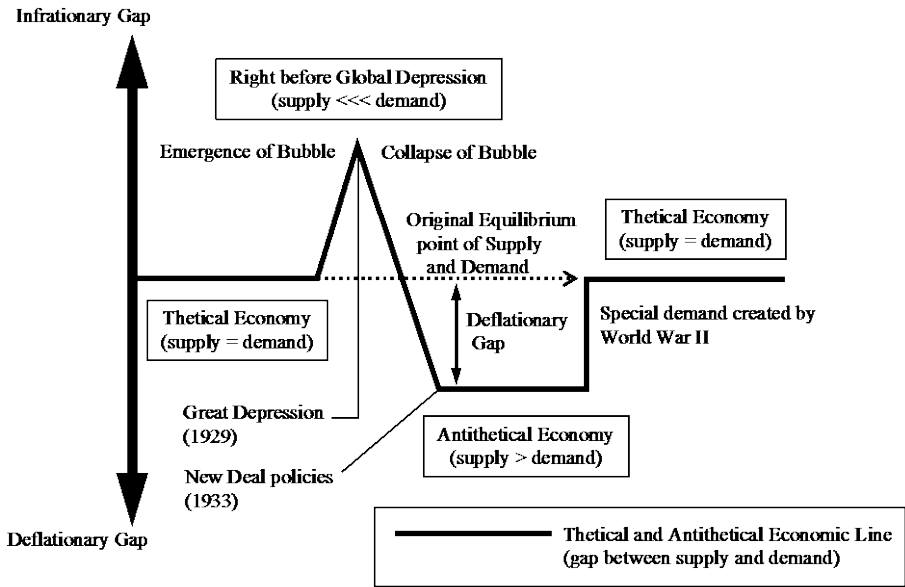 Infrationary Gap
Right before Global Depression
(supply <<< demand)
Emergence of Bubble
Collapse of Bubble
Original Equilibrium
point of Supply
and Demand
Thetical Economy
(supply = demand)
Thetical Economy
(supply = demand)
Deflationary
Gap
Special demand created by
World War II
Great Depression
(1929)
Antithetical Economy
(supply > demand)
New Deal policies
(1933)
Deflationary Gap
Thetical and Antithetical Economic Line
(gap between supply and demand)